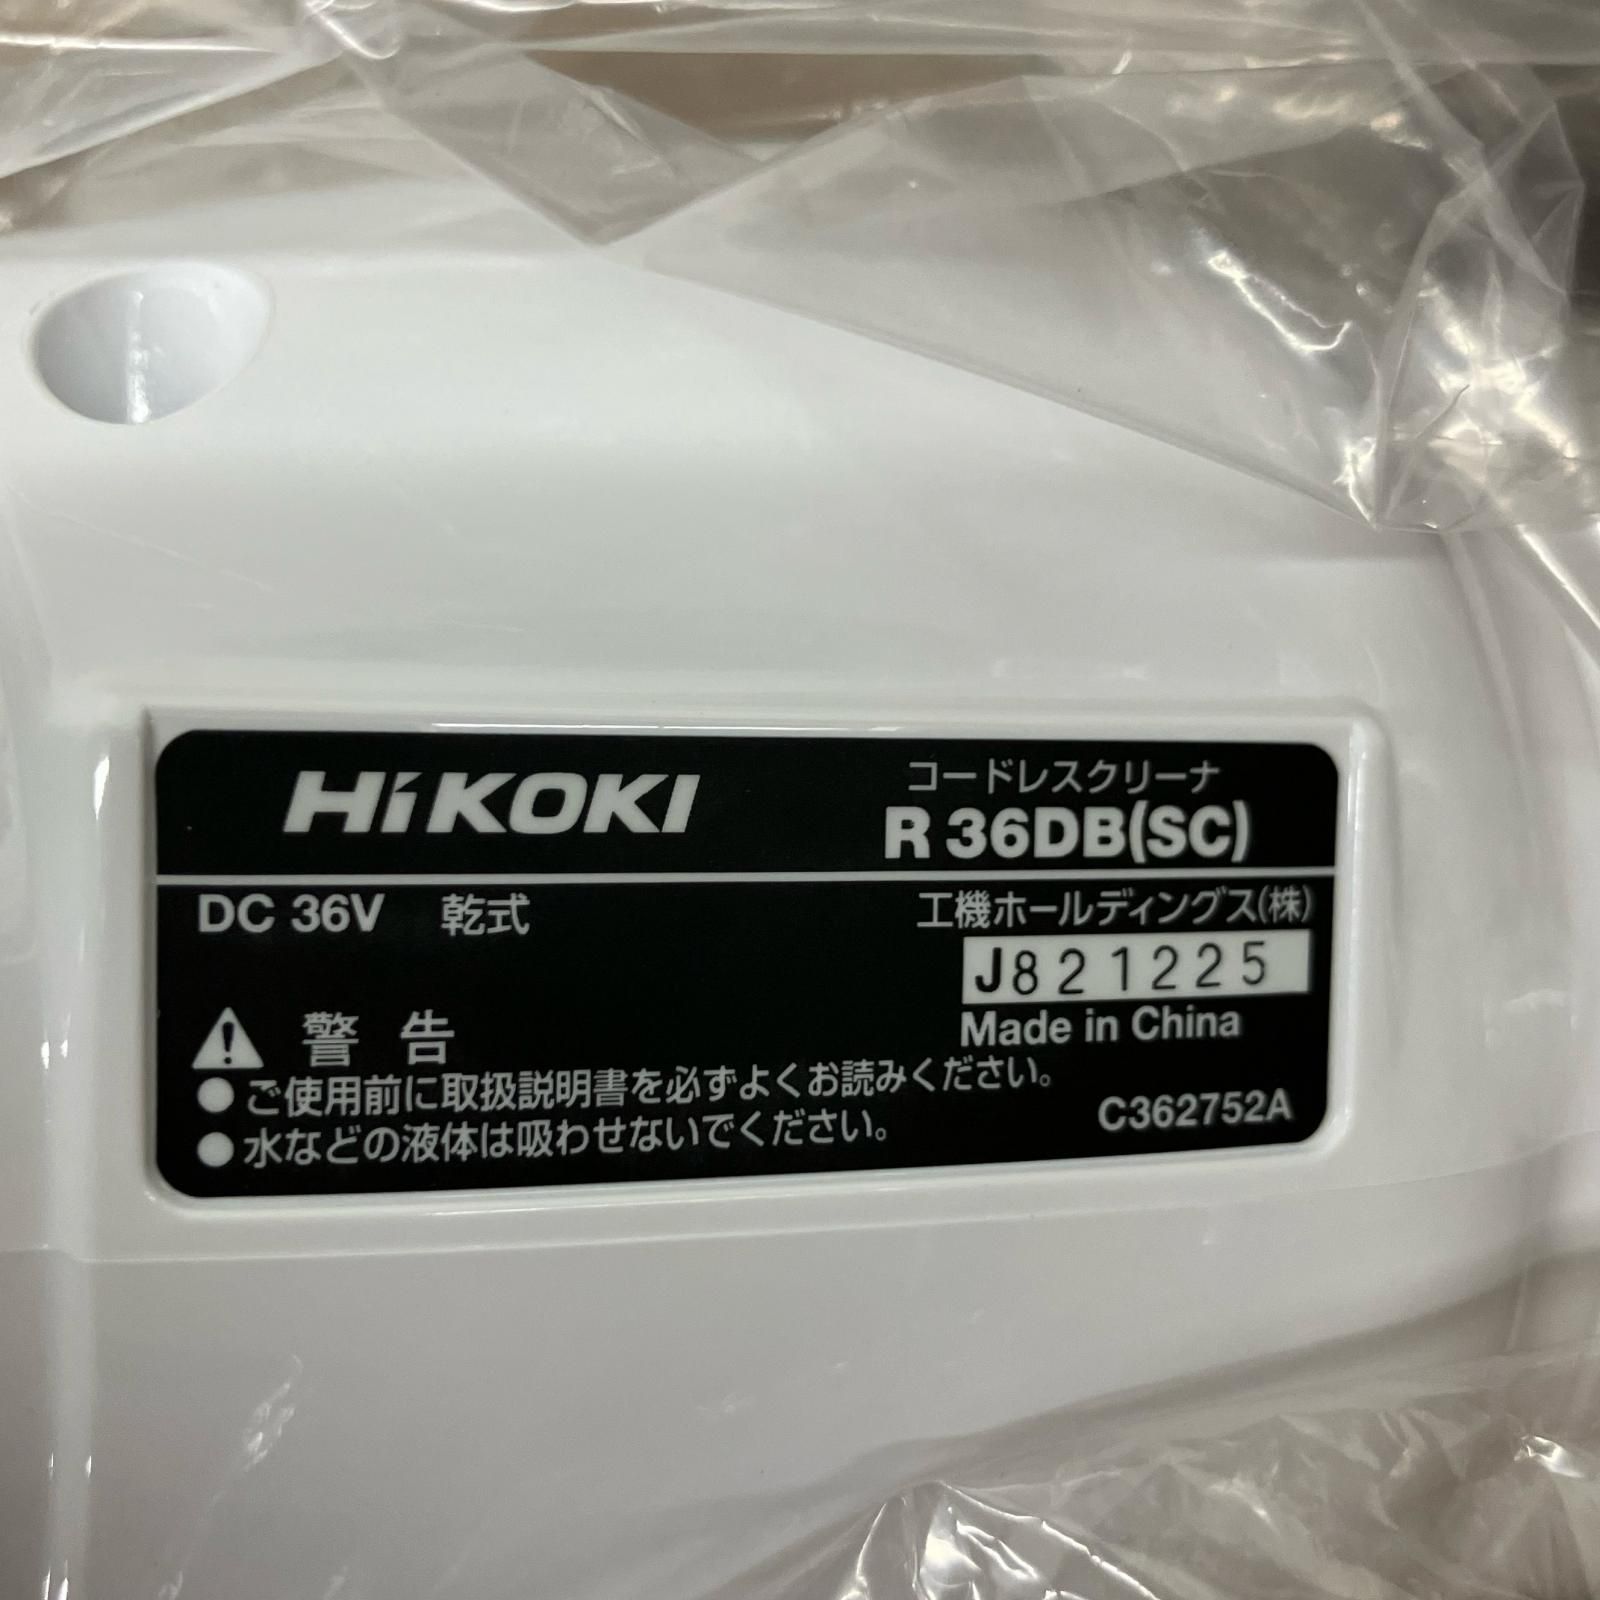 HiKOKI
コードレスクリーナ
R 36DB(SC)
DC 36V 乾式
工機ホールディングス(株)
J821225
Made in China
警告
●ご使用前に取扱説明書を必ずよくお読みください。
●水などの液体は吸わせないでください。
C362752A